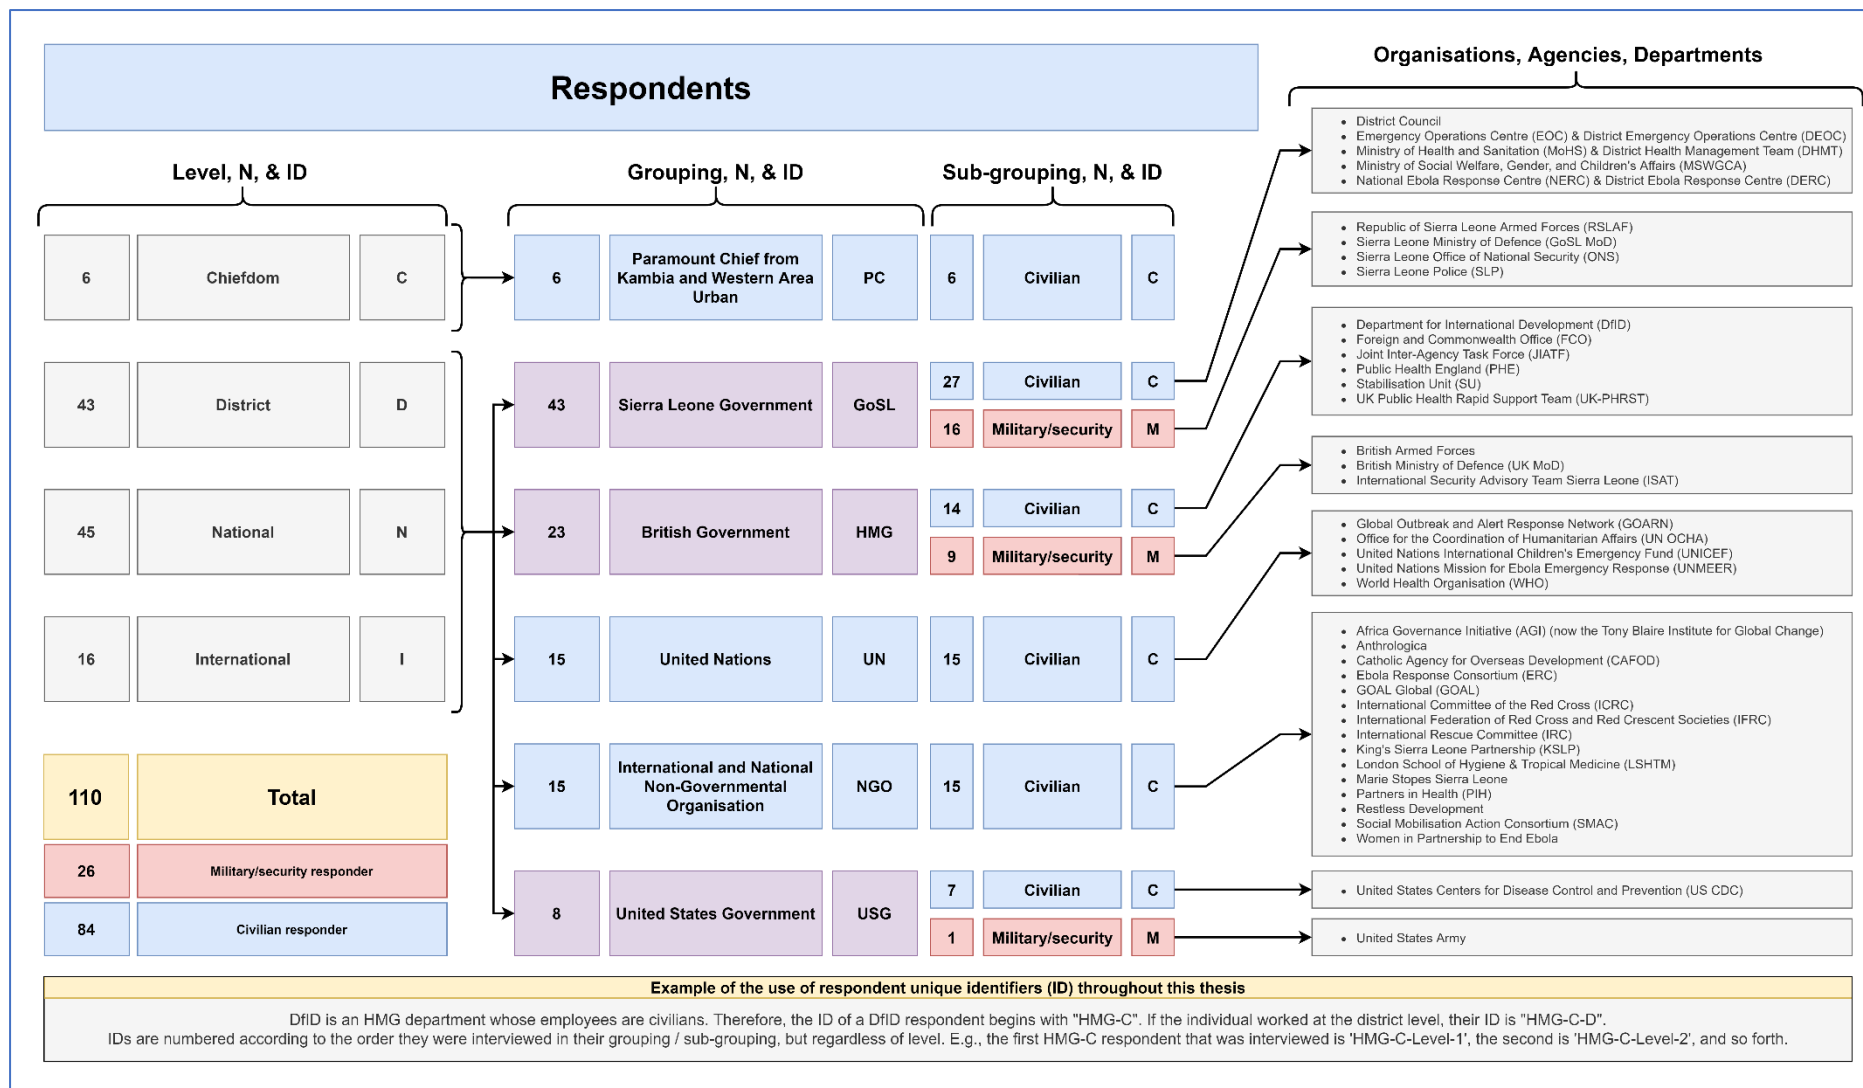 Respondents
Organisations, Agencies, Departments
Level, N, & ID
Grouping, N, & ID
Sub-grouping, N, & ID
6
Chiefdom
C
6
Paramount Chief from
Kambia and Western Area
Urban
PC
6
Civilian
C
43
District
D
43
Sierra Leone Government
GoSL
27
Civilian
C
16
Military/security
M
45
National
N
23
British Government
HMG
14
Civilian
C
9
Military/security
M
16
International
I
15
United Nations
UN
15
Civilian
C
110
Total
15
International and National
Non-Governmental
Organisation
NGO
15
Civilian
C
26
Military/security responder
84
Civilian responder
8
United States Government
USG
7
Civilian
C
1
Military/security
M
• District Council
• Emergency Operations Centre (EOC) & District Emergency Operations Centre (DEOC)
• Ministry of Health and Sanitation (MoHS) & District Health Management Team (DHMT)
• Ministry of Social Welfare, Gender, and Children's Affairs (MSWGCA)
• National Ebola Response Centre (NERC) & District Ebola Response Centre (DERC)
• Republic of Sierra Leone Armed Forces (RSLAF)
• Sierra Leone Ministry of Defence (GoSL MoD)
• Sierra Leone Office of National Security (ONS)
• Sierra Leone Police (SLP)
• Department for International Development (DfID)
• Foreign and Commonwealth Office (FCO)
• Joint Inter-Agency Task Force (JIATF)
• Public Health England (PHE)
• Stabilisation Unit (SU)
• UK Public Health Rapid Support Team (UK-PHRST)
• British Armed Forces
• British Ministry of Defence (UK MoD)
• International Security Advisory Team Sierra Leone (ISAT)
• Global Outbreak and Alert Response Network (GOARN)
• Office for the Coordination of Humanitarian Affairs (UN OCHA)
• United Nations International Children's Emergency Fund (UNICEF)
• United Nations Mission for Ebola Emergency Response (UNMEER)
• World Health Organisation (WHO)
• Africa Governance Initiative (AGI) (now the Tony Blaire Institute for Global Change)
• Anthrologica
• Catholic Agency for Overseas Development (CAFOD)
• Ebola Response Consortium (ERC)
• GOAL Global (GOAL)
• International Committee of the Red Cross (ICRC)
• International Federation of Red Cross and Red Crescent Societies (IFRC)
• International Rescue Committee (IRC)
• King's Sierra Leone Partnership (KSLP)
• London School of Hygiene & Tropical Medicine (LSHTM)
• Marie Stopes Sierra Leone
• Partners in Health (PIH)
• Restless Development
• Social Mobilisation Action Consortium (SMAC)
• Women in Partnership to End Ebola
• United States Centers for Disease Control and Prevention (US CDC)
• United States Army
Example of the use of respondent unique identifiers (ID) throughout this thesis
DfID is an HMG department whose employees are civilians. Therefore, the ID of a DfID respondent begins with "HMG-C". If the individual worked at the district level, their ID is "HMG-C-D".
IDs are numbered according to the order they were interviewed in their grouping / sub-grouping, but regardless of level. E.g., the first HMG-C respondent that was interviewed is 'HMG-C-Level-1', the second is 'HMG-C-Level-2', and so forth.